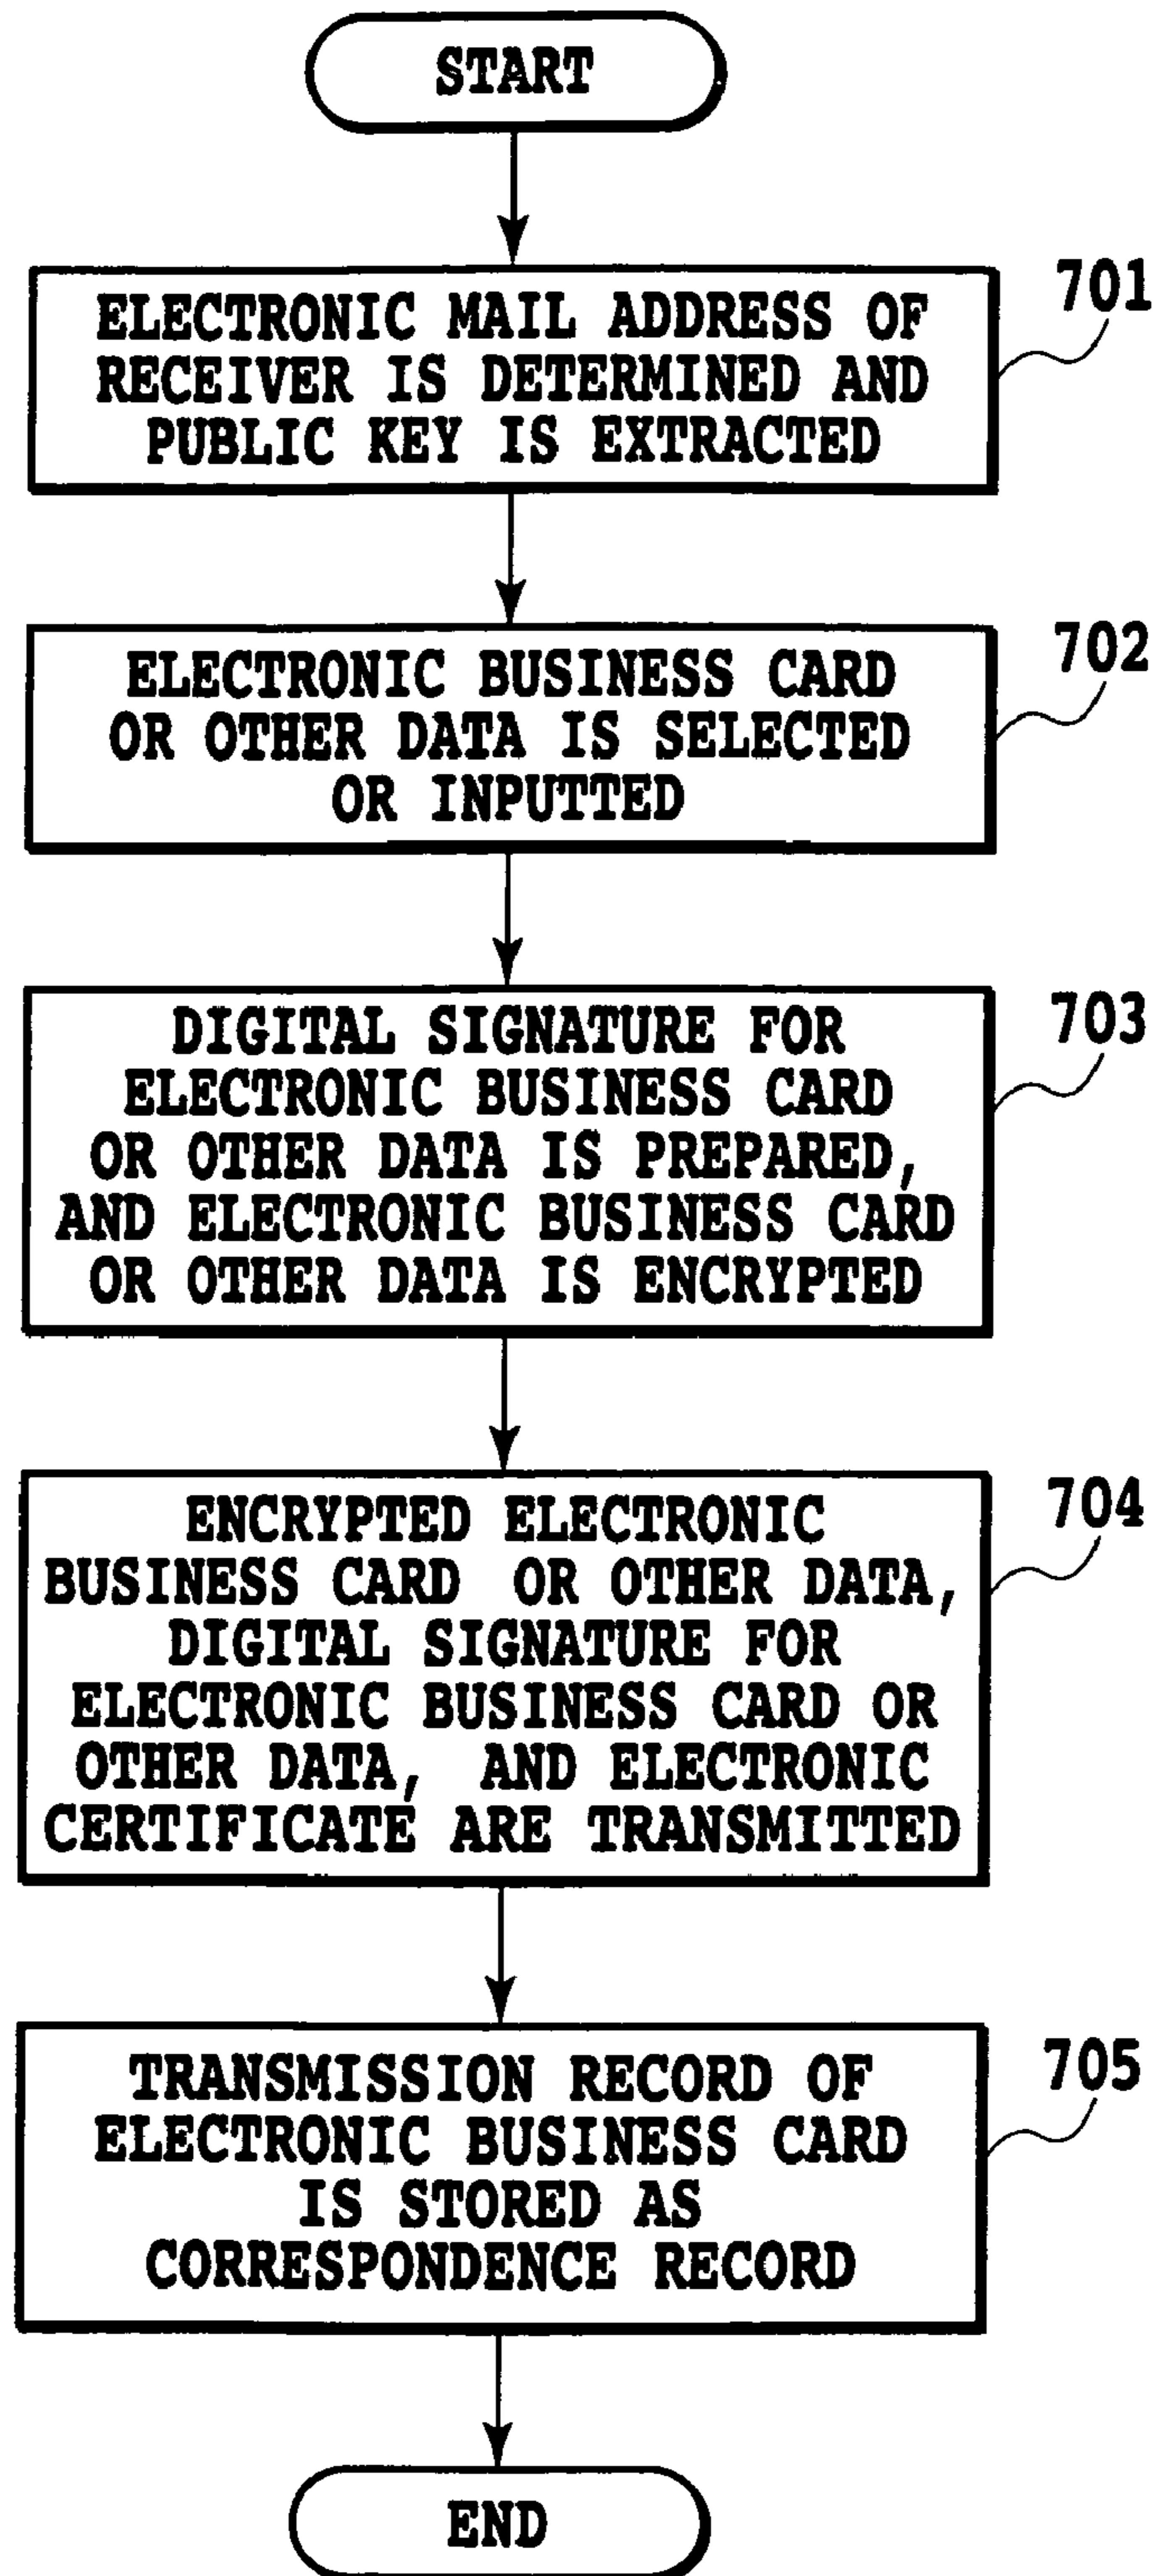 START
701
ELECTRONIC MAIL ADDRESS OF
RECEIVER IS DETERMINED AND
PUBLIC KEY IS EXTRACTED
702
ELECTRONIC BUSINESS CARD
OR OTHER DATA IS SELECTED
OR INPUTTED
703
DIGITAL SIGNATURE FOR
ELECTRONIC BUSINESS CARD
OR OTHER DATA IS PREPARED,
AND ELECTRONIC BUSINESS CARD
OR OTHER DATA IS ENCRYPTED
704
ENCRYPTED ELECTRONIC
BUSINESS CARD OR OTHER DATA,
DIGITAL SIGNATURE FOR
ELECTRONIC BUSINESS CARD OR
OTHER DATA, AND ELECTRONIC
CERTIFICATE ARE TRANSMITTED
705
TRANSMISSION RECORD OF
ELECTRONIC BUSINESS CARD
IS STORED AS
CORRESPONDENCE RECORD
END